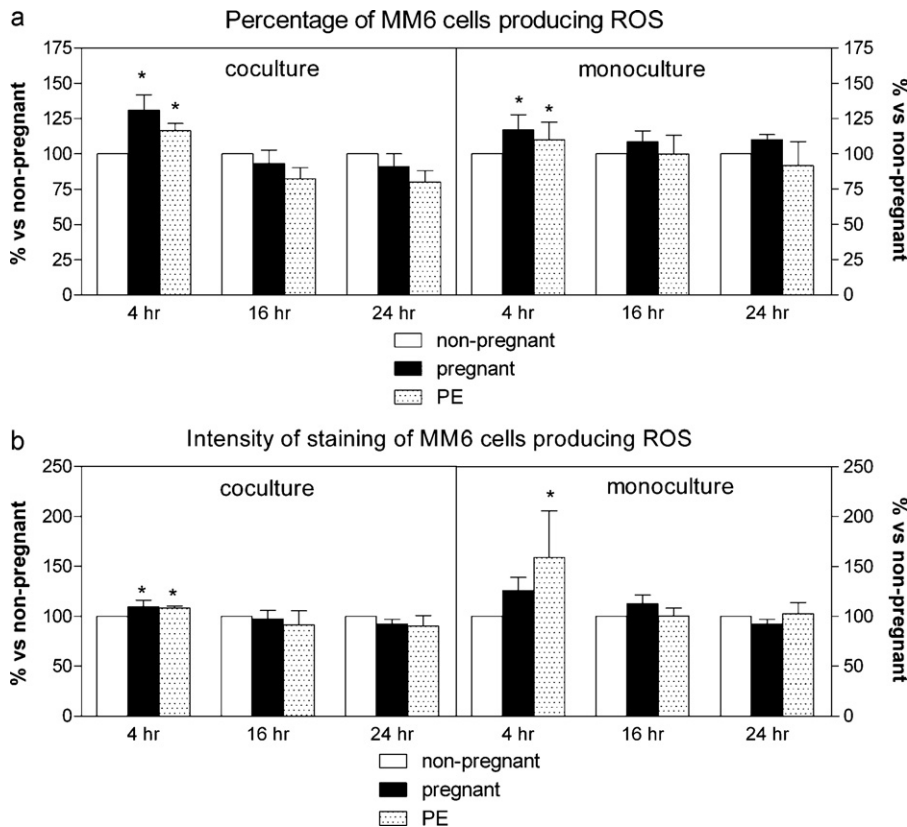 a
Percentage of MM6 cells producing ROS
% vs non-pregnant
175
150
125
100
75
50
25
0
coculture
monoculture
* * * *
175
150
125
100
75
50
25
0
% vs non-pregnant
4 hr 16 hr 24 hr 4 hr 16 hr 24 hr
non-pregnant
pregnant
PE
b
Intensity of staining of MM6 cells producing ROS
% vs non-pregnant
250
200
150
100
50
0
coculture
monoculture
* * *
250
200
150
100
50
0
% vs non-pregnant
4 hr 16 hr 24 hr 4 hr 16 hr 24 hr
non-pregnant
pregnant
PE